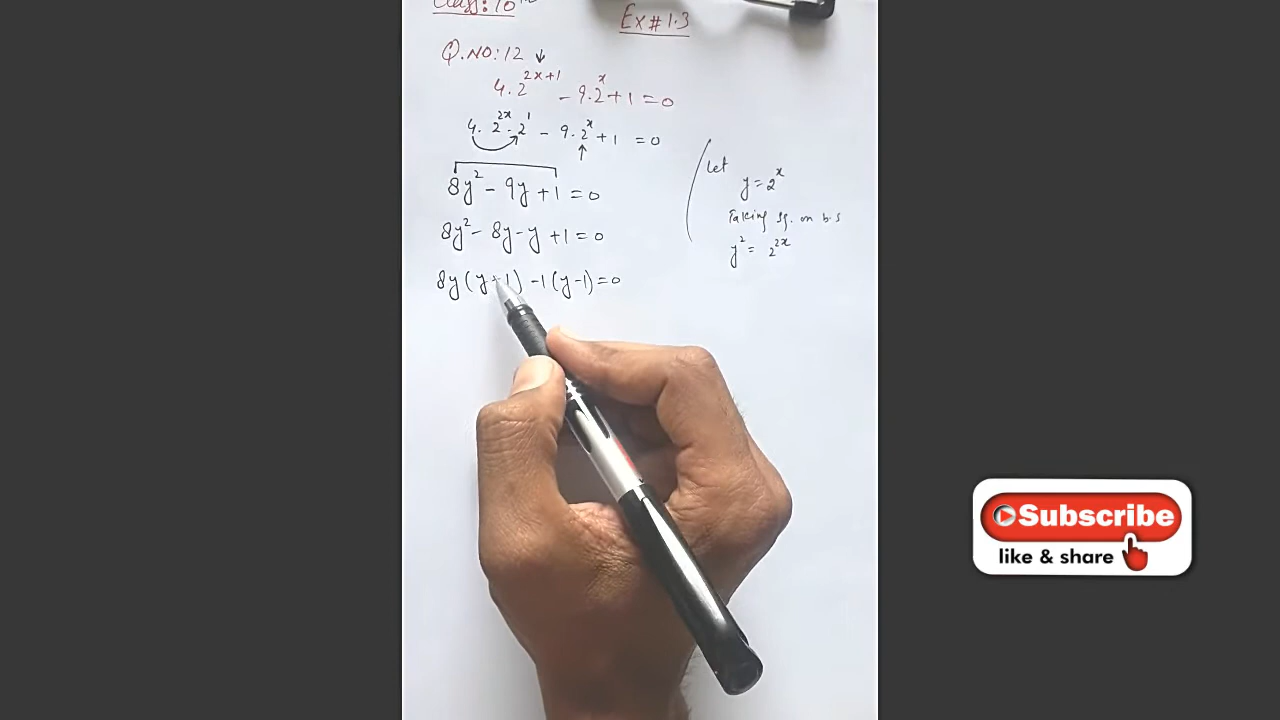 Class: 10
Ex # 1.3
Q.NO: 12 ↓
4.2^{2x+1} - 9.2^x + 1 = 0
4. 2^{2x}. 2^1 - 9.2^x + 1 = 0
8y^2 - 9y + 1 = 0
8y^2 - 8y - y + 1 = 0
8y(y+1) -1(y-1) = 0
Let
y = 2^x
Taking sq. on b.s
y^2 = 2^{2x}
Subscribe
like & share